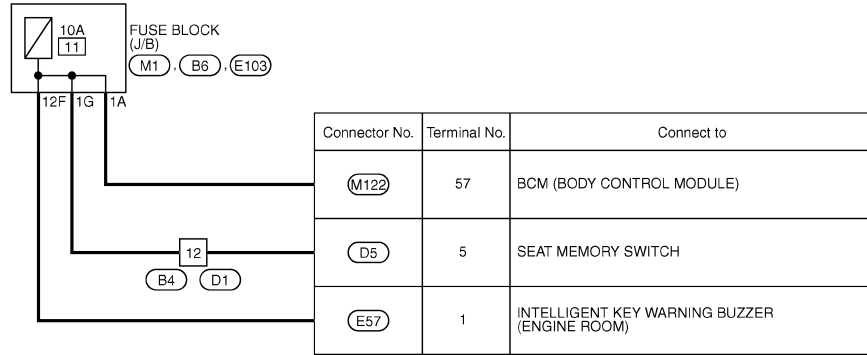 10A
11
FUSE BLOCK
(J/B)
M1 , B6 , E103
12F 1G 1A
Connector No. Terminal No. Connect to
M122 57 BCM (BODY CONTROL MODULE)
12
D5 5 SEAT MEMORY SWITCH
B4 D1
E57 1 INTELLIGENT KEY WARNING BUZZER
(ENGINE ROOM)